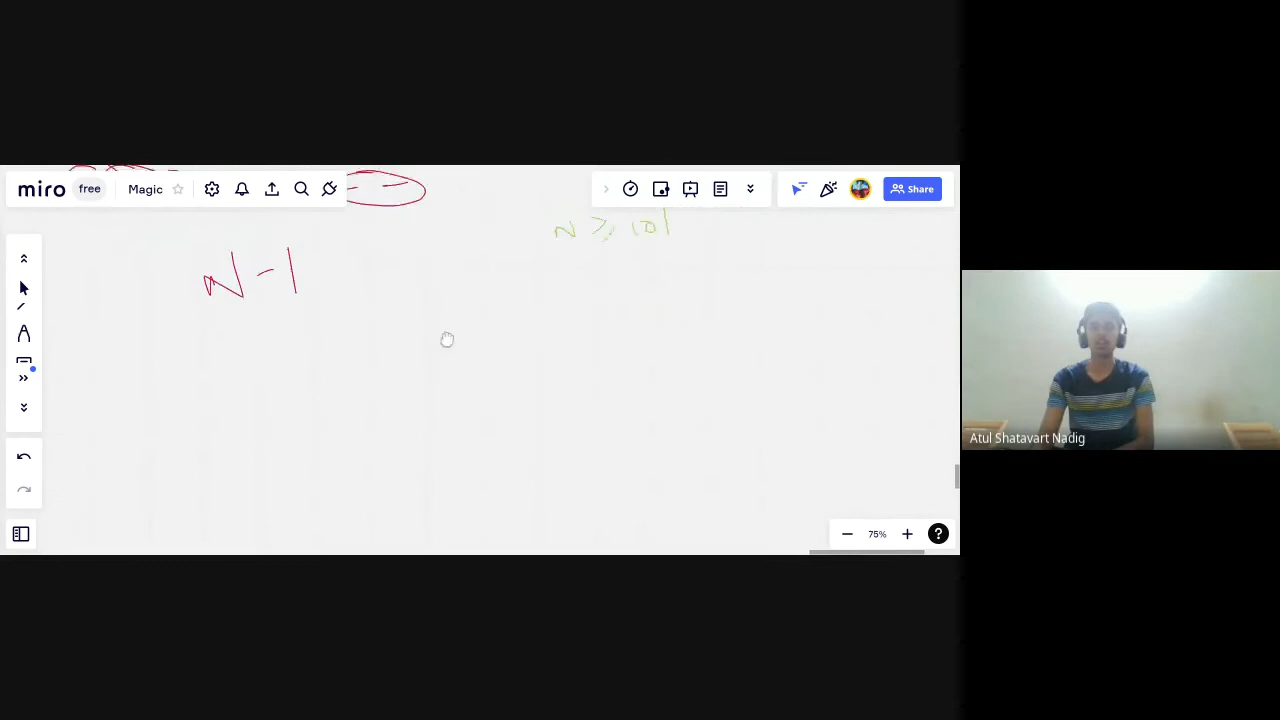 miro free Magic
Share
N ≥ 101
N - 1
Atul Shatavart Nadig
75%
?